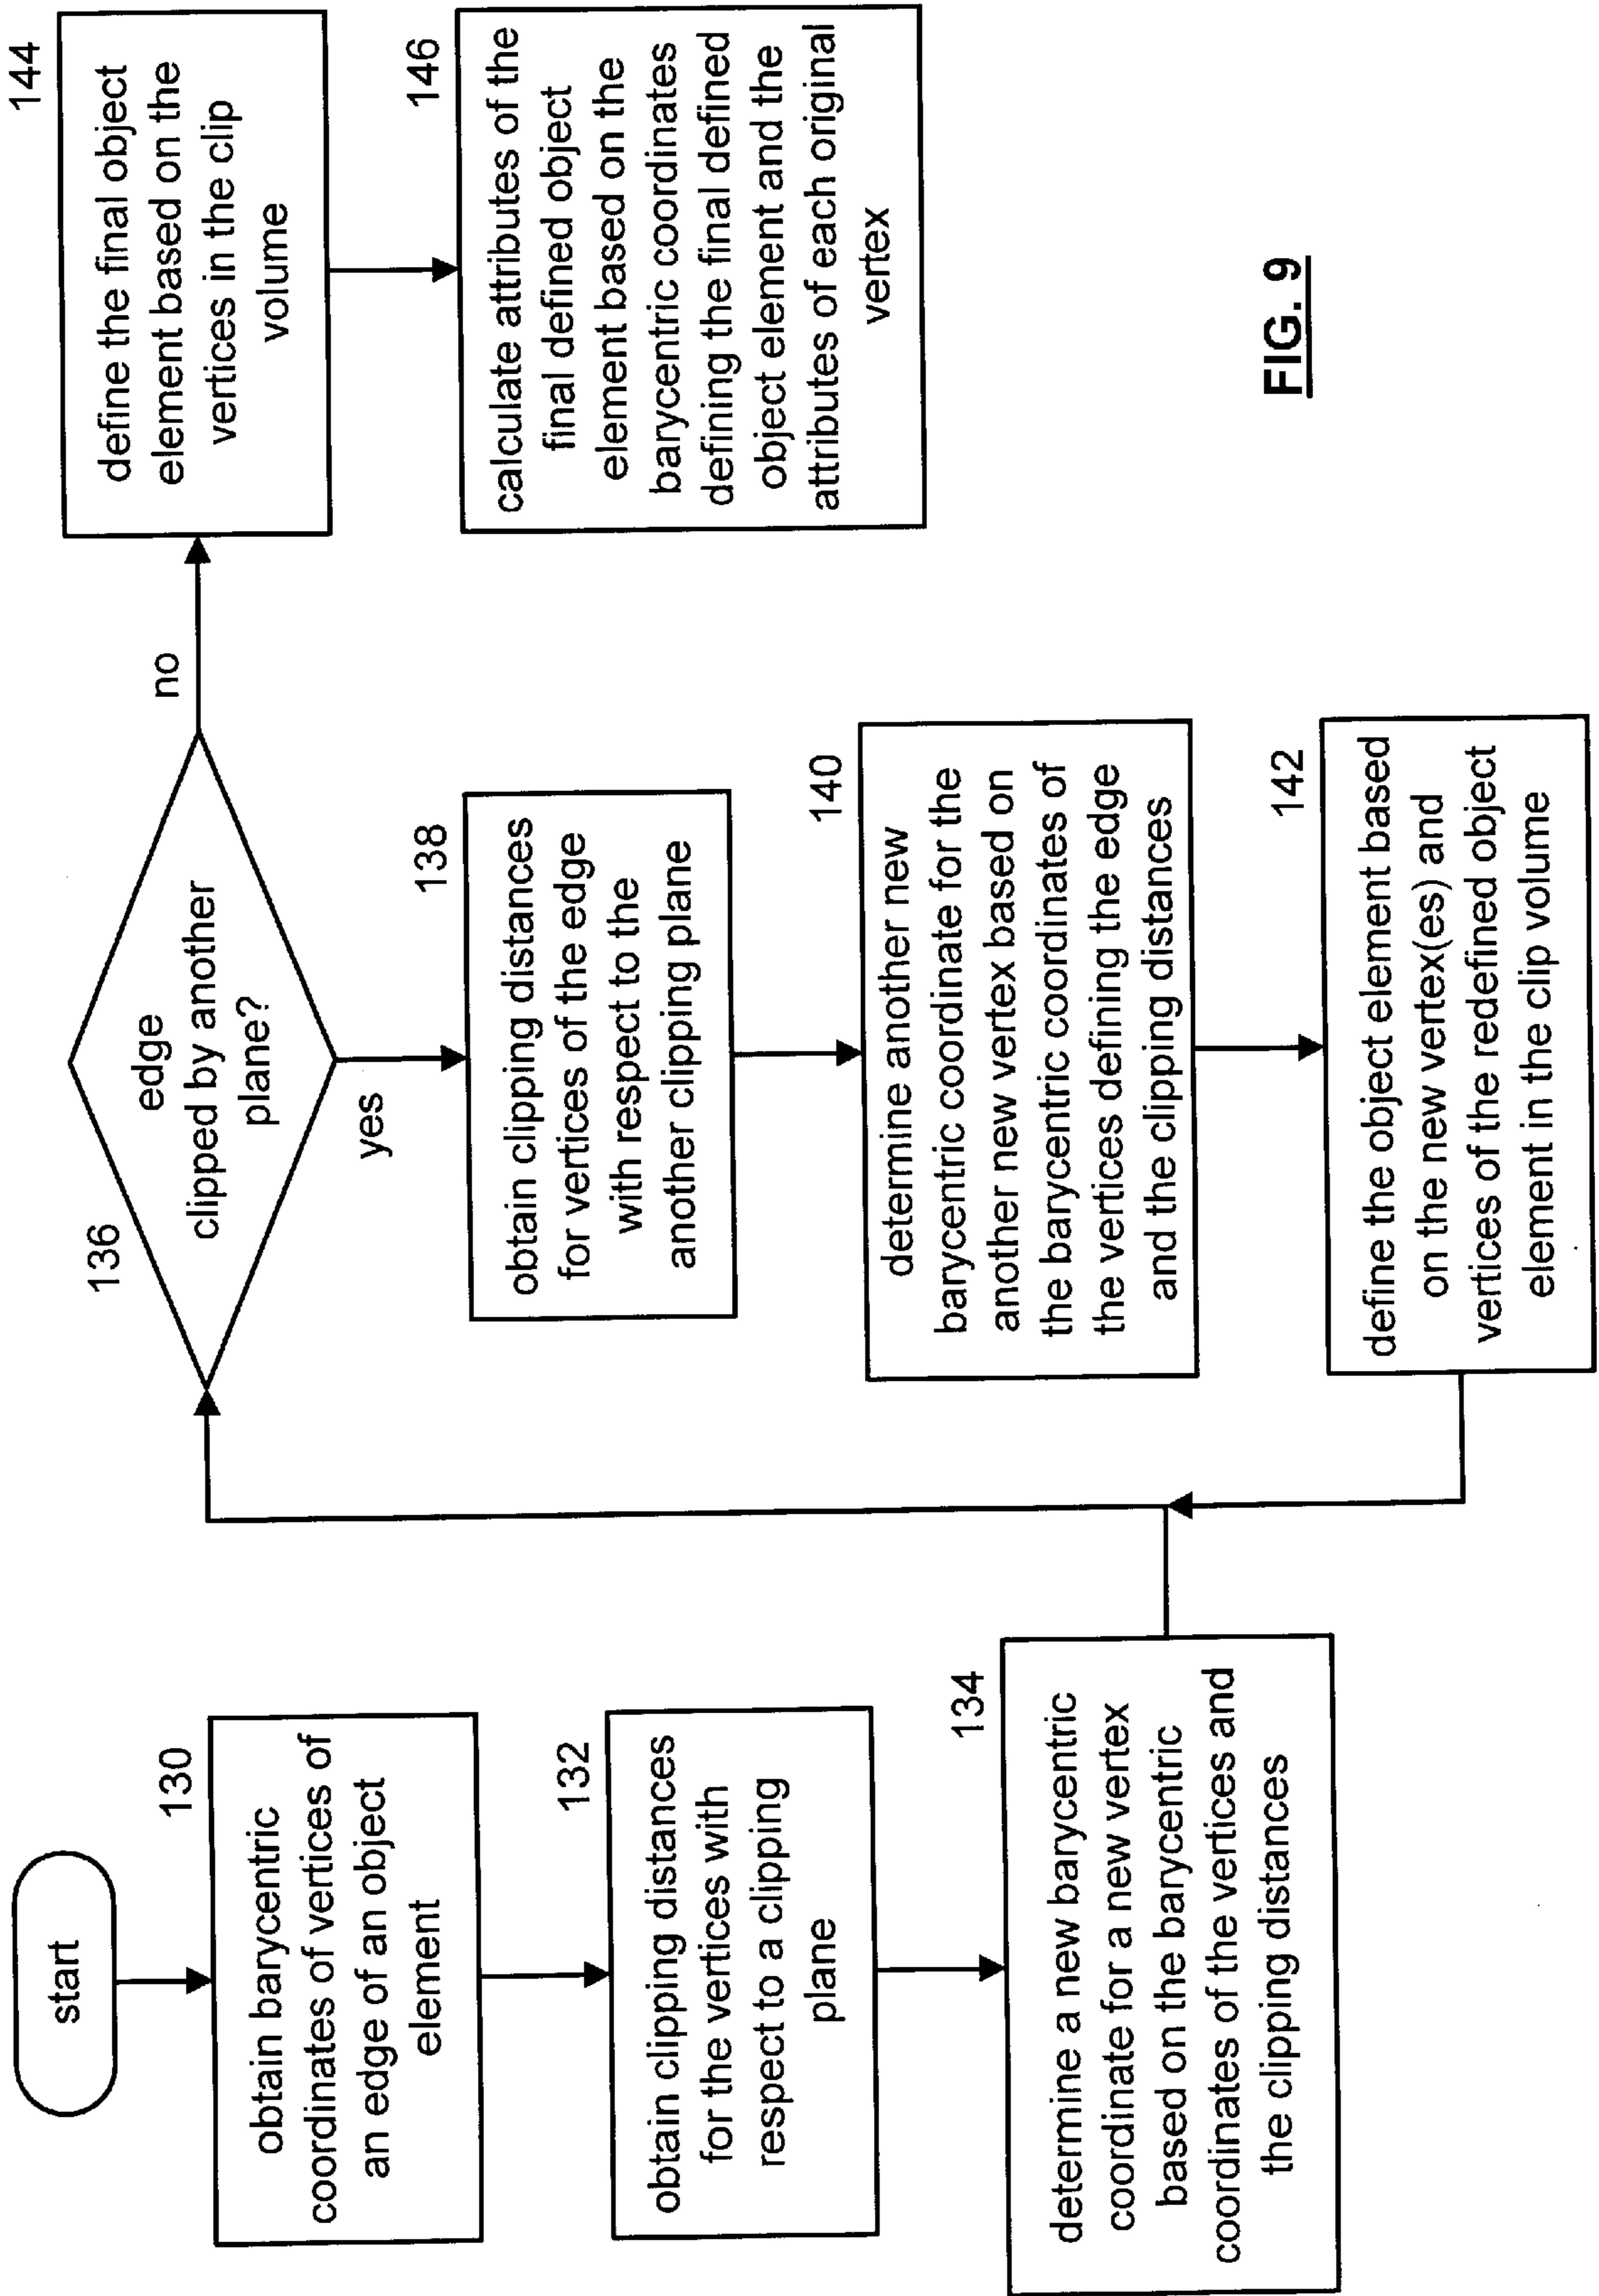 start
130
obtain barycentric
coordinates of vertices of
an edge of an object
element
132
obtain clipping distances
for the vertices with
respect to a clipping
plane
134
determine a new barycentric
coordinate for a new vertex
based on the barycentric
coordinates of the vertices and
the clipping distances
136
edge
clipped by another
plane?
yes
no
138
obtain clipping distances
for vertices of the edge
with respect to the
another clipping plane
140
determine another new
barycentric coordinate for the
another new vertex based on
the barycentric coordinates of
the vertices defining the edge
and the clipping distances
142
define the object element based
on the new vertex(es) and
vertices of the redefined object
element in the clip volume
144
define the final object
element based on the
vertices in the clip
volume
146
calculate attributes of the
final defined object
element based on the
barycentric coordinates
defining the final defined
object element and the
attributes of each original
vertex
FIG. 9